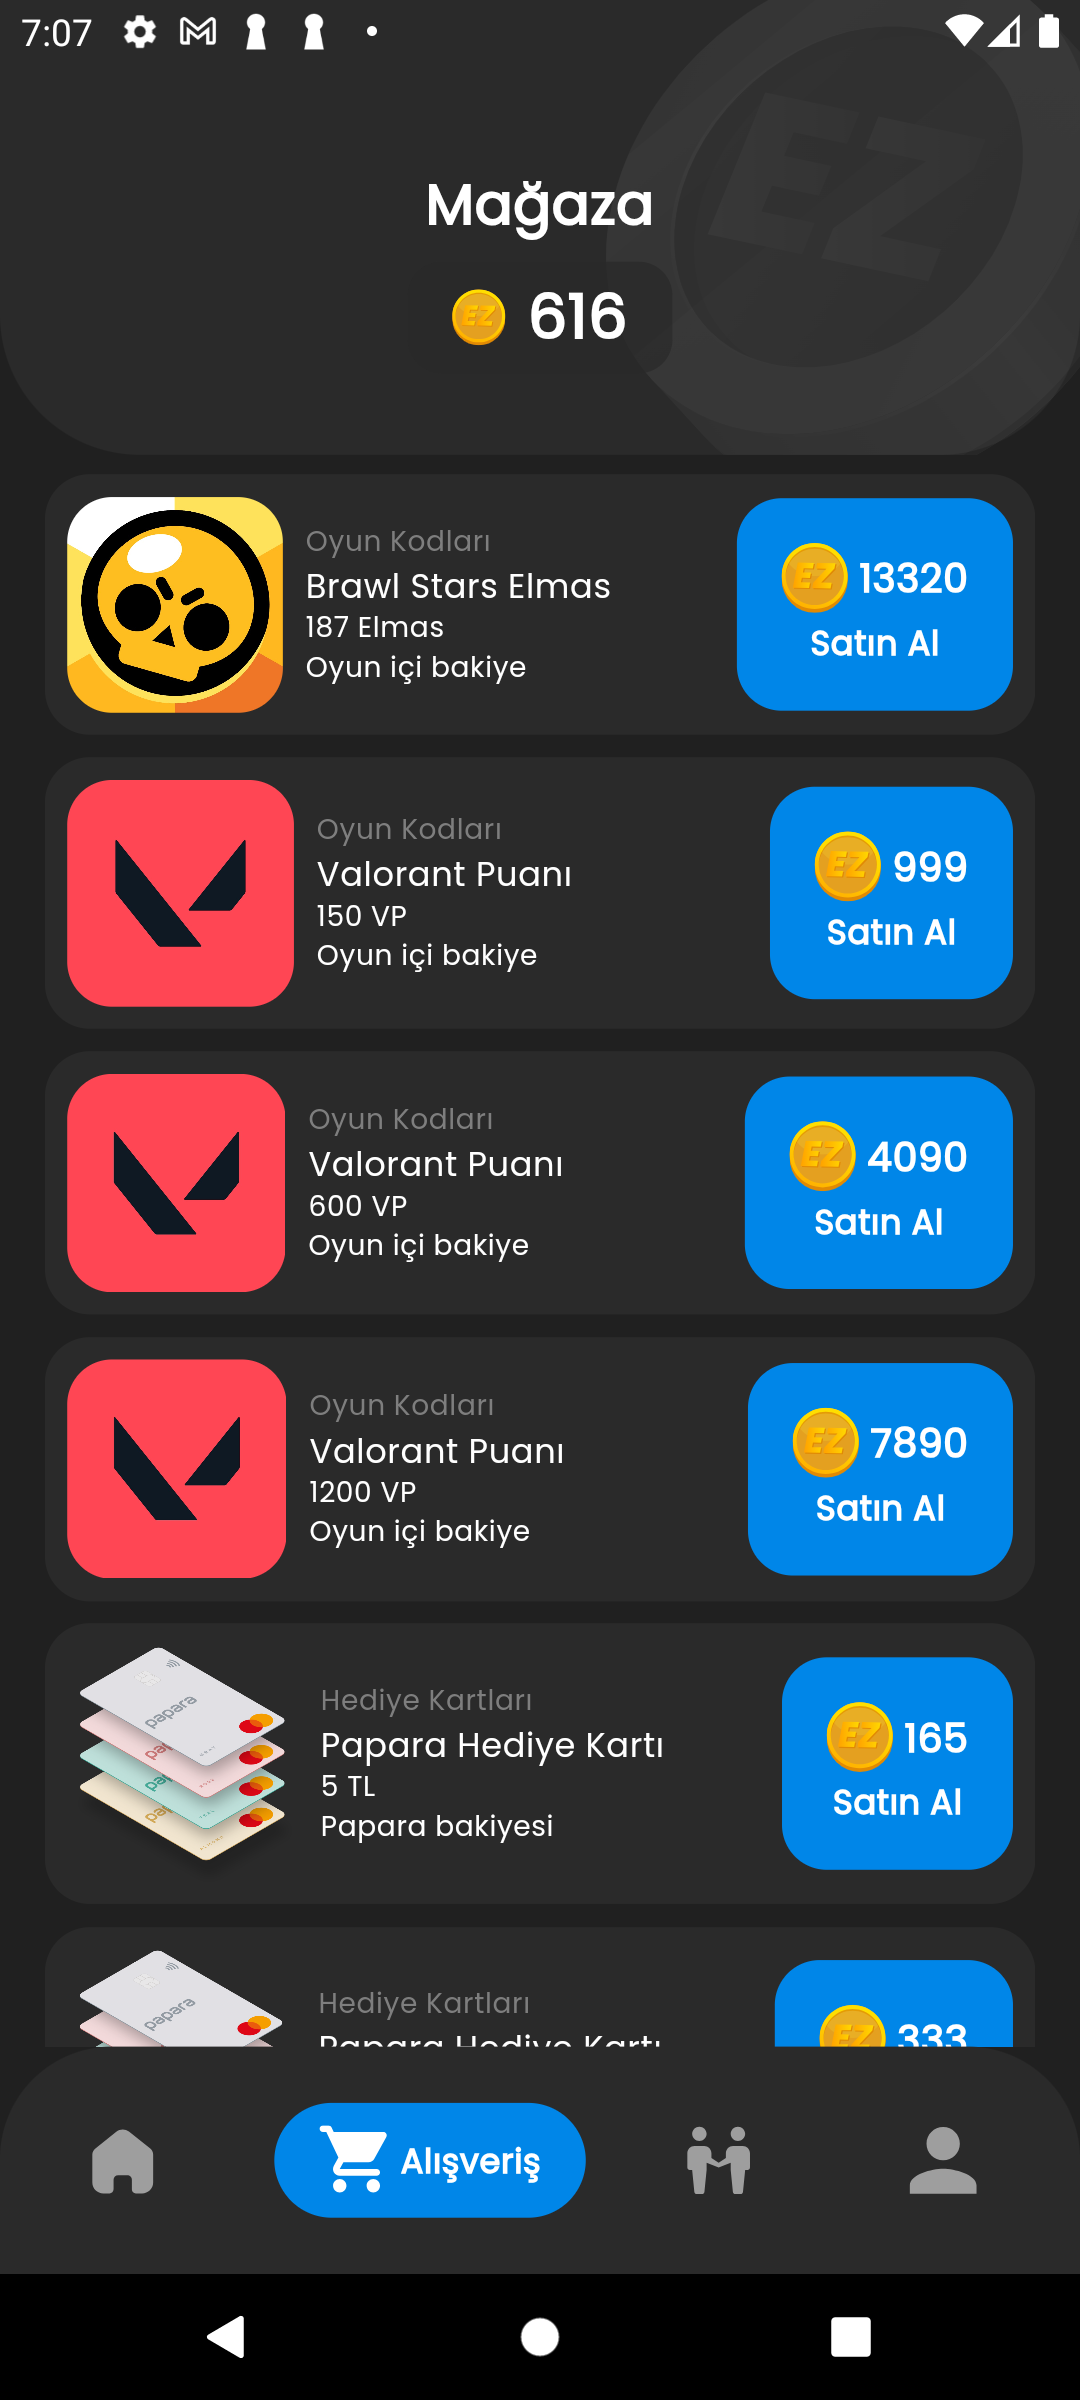 7:07
EZ
Mağaza
EZ 616
Oyun Kodları
Brawl Stars Elmas
187 Elmas
Oyun içi bakiye
EZ 13320
Satın Al
Oyun Kodları
Valorant Puanı
150 VP
Oyun içi bakiye
EZ 999
Satın Al
Oyun Kodları
Valorant Puanı
600 VP
Oyun içi bakiye
EZ 4090
Satın Al
Oyun Kodları
Valorant Puanı
1200 VP
Oyun içi bakiye
EZ 7890
Satın Al
papara
Hediye Kartları
Papara Hediye Kartı
5 TL
Papara bakiyesi
EZ 165
Satın Al
papara
Hediye Kartları
Papara Hediye Kartı
EZ 333
Alışveriş